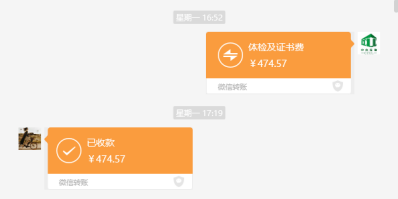 星期一 16:52
体检及证书费
￥474.57
微信转账
星期一 17:19
已收款
￥474.57
微信转账